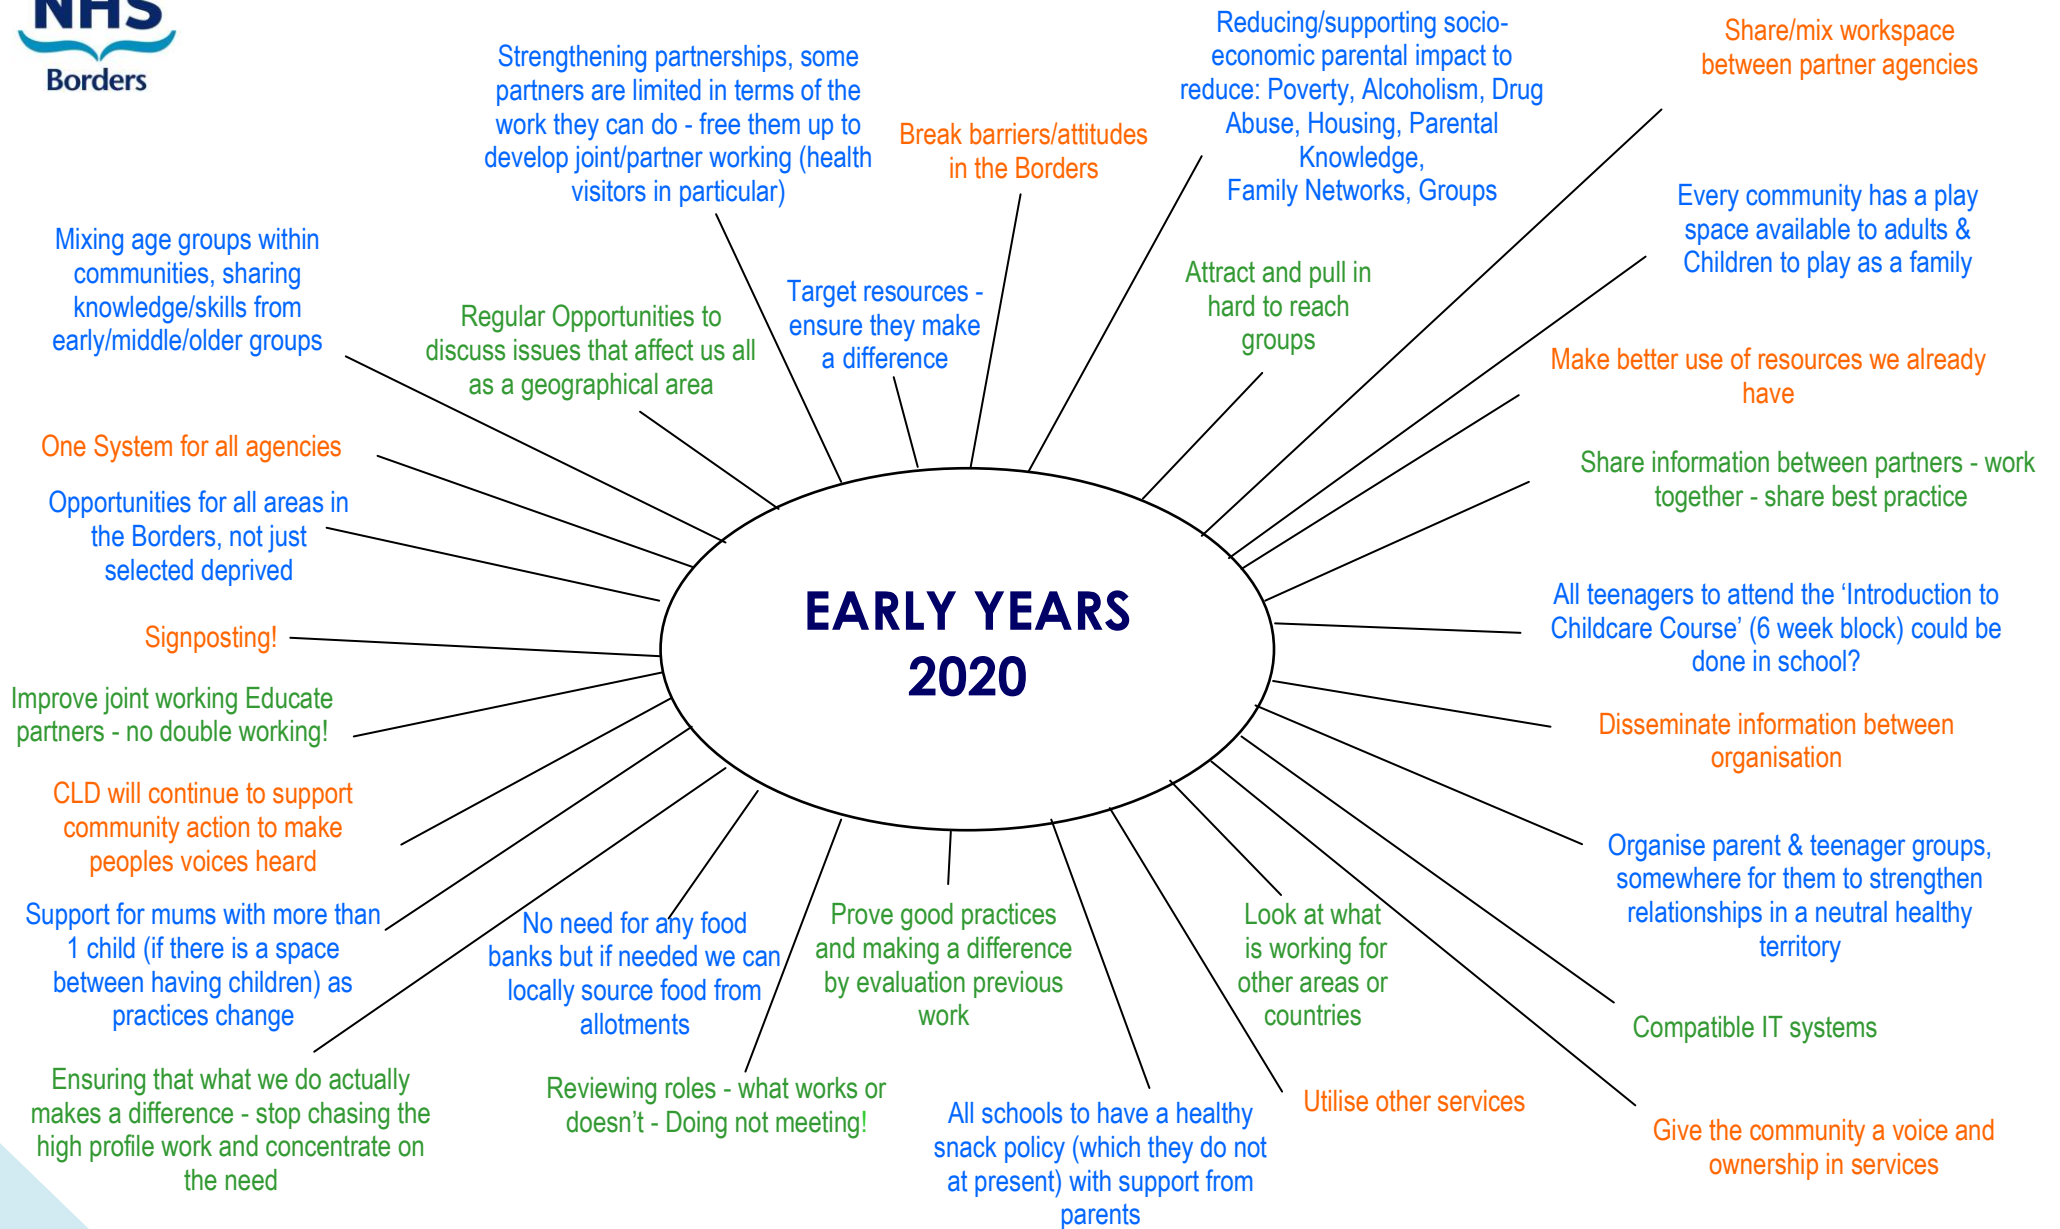 NHS
Borders
Strengthening partnerships, some
partners are limited in terms of the
work they can do - free them up to
develop joint/partner working (health
visitors in particular)
Break barriers/attitudes
in the Borders
Reducing/supporting socio-
economic parental impact to
reduce: Poverty, Alcoholism, Drug
Abuse, Housing, Parental
Knowledge,
Family Networks, Groups
Share/mix workspace
between partner agencies
Every community has a play
space available to adults &
Children to play as a family
Mixing age groups within
communities, sharing
knowledge/skills from
early/middle/older groups
Regular Opportunities to
discuss issues that affect us all
as a geographical area
Target resources -
ensure they make
a difference
Attract and pull in
hard to reach
groups
Make better use of resources we already
have
One System for all agencies
Share information between partners - work
together - share best practice
Opportunities for all areas in
the Borders, not just
selected deprived
EARLY YEARS
2020
All teenagers to attend the ‘Introduction to
Childcare Course’ (6 week block) could be
done in school?
Signposting!
Improve joint working Educate
partners - no double working!
Disseminate information between
organisation
CLD will continue to support
community action to make
peoples voices heard
Organise parent & teenager groups,
somewhere for them to strengthen
relationships in a neutral healthy
territory
Support for mums with more than
1 child (if there is a space
between having children) as
practices change
No need for any food
banks but if needed we can
locally source food from
allotments
Prove good practices
and making a difference
by evaluation previous
work
Look at what
is working for
other areas or
countries
Compatible IT systems
Ensuring that what we do actually
makes a difference - stop chasing the
high profile work and concentrate on
the need
Reviewing roles - what works or
doesn’t - Doing not meeting!
All schools to have a healthy
snack policy (which they do not
at present) with support from
parents
Utilise other services
Give the community a voice and
ownership in services